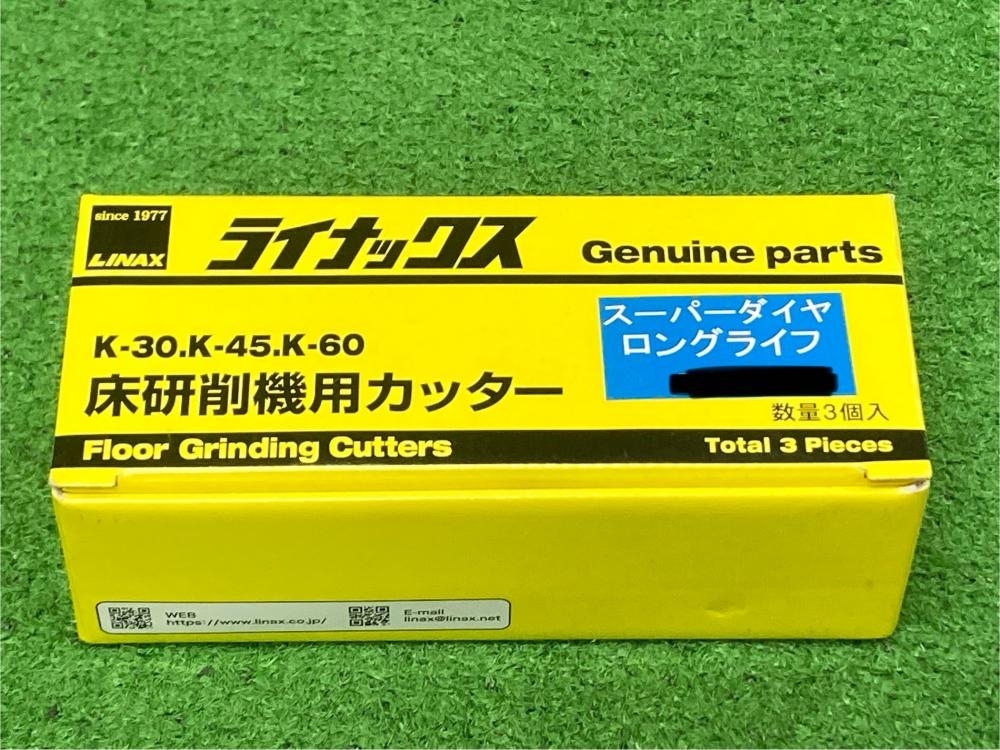 since 1977
LINAX
ライナックス
Genuine parts
K-30.K-45.K-60
床研削機用カッター
スーパーダイヤ
ロングライフ
数量3個入
Floor Grinding Cutters
Total 3 Pieces
WEB
https://www.linax.co.jp/
E-mail
linax@linax.net